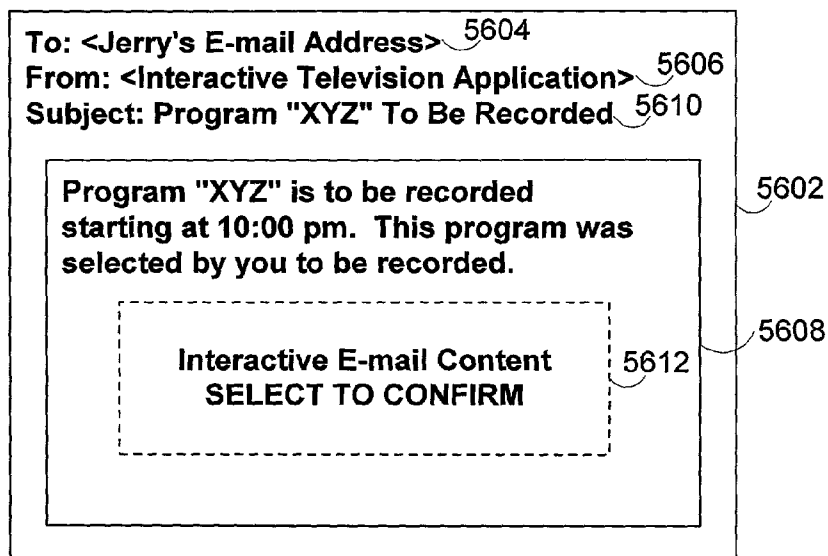 To: <Jerry's E-mail Address> 5604
From: <Interactive Television Application> 5606
Subject: Program "XYZ" To Be Recorded 5610
5602
Program "XYZ" is to be recorded
starting at 10:00 pm. This program was
selected by you to be recorded.
5608
Interactive E-mail Content 5612
SELECT TO CONFIRM